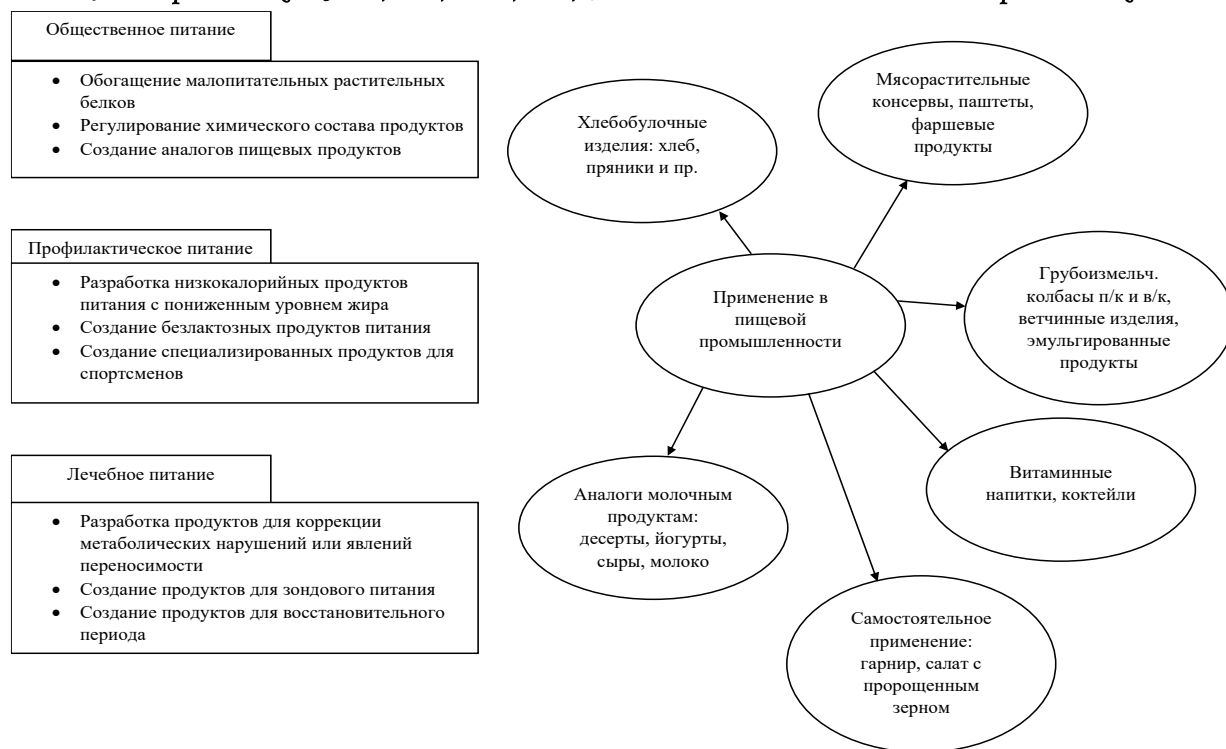 Общественное питание
• Обогащение малопитательных растительных
белков
• Регулирование химического состава продуктов
• Создание аналогов пищевых продуктов
Профилактическое питание
• Разработка низкокалорийных продуктов
питания с пониженным уровнем жира
• Создание безлактозных продуктов питания
• Создание специализированных продуктов для
спортсменов
Лечебное питание
• Разработка продуктов для коррекции
метаболических нарушений или явлений
переносимости
• Создание продуктов для зондового питания
• Создание продуктов для восстановительного
периода
Хлебобулочные
изделия: хлеб,
пряники и пр.
Мясорастительные
консервы, паштеты,
фаршевые
продукты
Применение в
пищевой
промышленности
Грубоизмельч.
колбасы п/к и в/к,
ветчинные изделия,
эмульгированные
продукты
Витаминные
напитки, коктейли
Аналоги молочным
продуктам:
десерты, йогурты,
сыры, молоко
Самостоятельное
применение:
гарнир, салат с
пророщенным
зерном